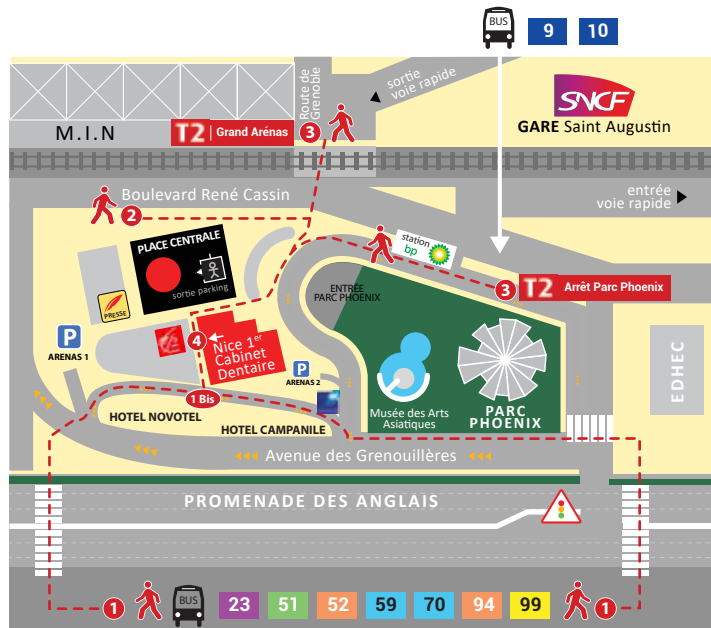 BUS
9
10
sortie
voie rapide
Route de
Grenoble
SNCF
GARE Saint Augustin
M.I.N
T2 Grand Arénas
3
Boulevard René Cassin
2
entrée
voie rapide
station
bp
PLACE CENTRALE
sortie parking
PRESSE
ENTRÉE
PARC PHOENIX
3
T2 Arrêt Parc Phoenix
P
ARENAS 1
4
Nice 1er
Cabinet
Dentaire
P
ARENAS 2
1 Bis
EDHEC
Musée des Arts
Asiatiques
PARC
PHOENIX
HOTEL NOVOTEL
HOTEL CAMPANILE
Avenue des Grenouillères
PROMENADE DES ANGLAIS
1
BUS
23
51
52
59
70
94
99
1